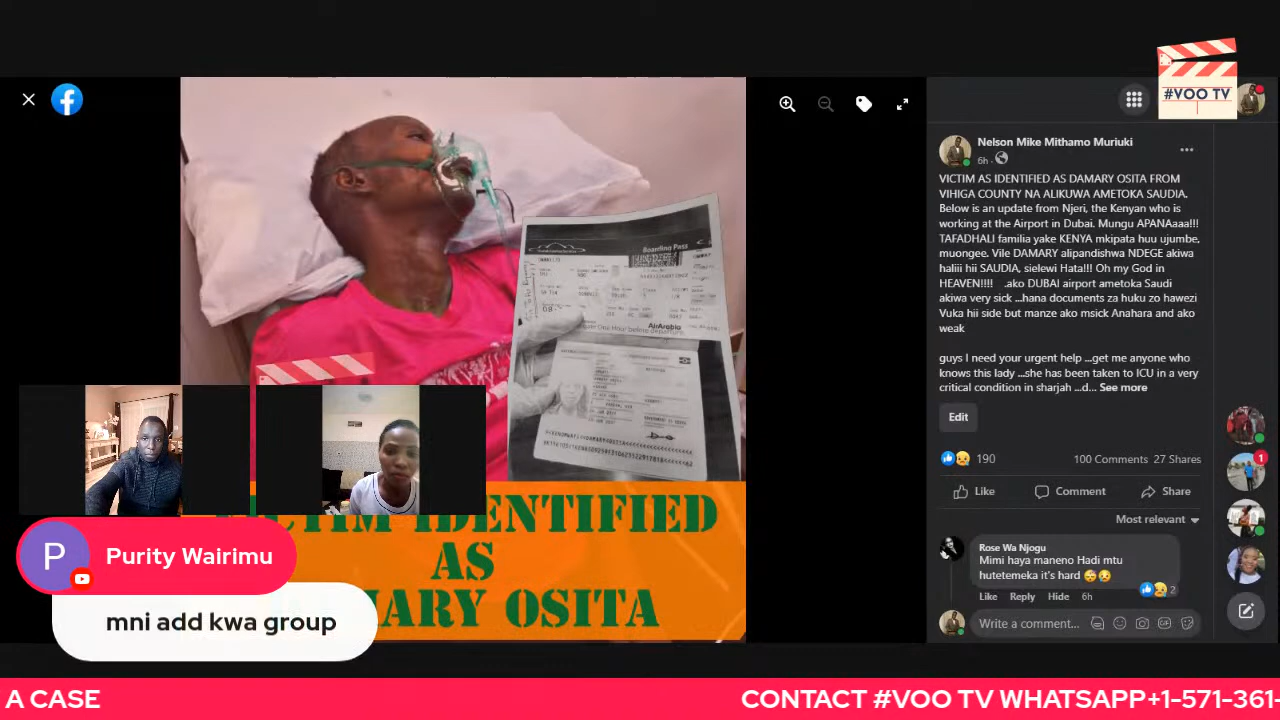 #VOO TV
Nelson Mike Mithamo Muriuki
6h
VICTIM AS IDENTIFIED AS DAMARY OSITA FROM
VIHIGA COUNTY NA ALIKUWA AMETOKA SAUDIA.
Below is an update from Njeri, the Kenyan who is
working at the Airport in Dubai. Mungu APANAaaa!!!
TAFADHALI familia yake KENYA mkipata huu ujumbe,
muongee. Vile DAMARY alipandishwa NDEGE akiwa
haliii hii SAUDIA, sielewi Hata!!! Oh my God in
HEAVEN!!!! .ako DUBAI airport ametoka Saudi
akiwa very sick ...hana documents za huku zo hawezi
Vuka hii side but manze ako msick Anahara and ako
weak
guys I need your urgent help ...get me anyone who
knows this lady ...she has been taken to ICU in a very
critical condition in sharjah ...d... See more
Edit
190
100 Comments 27 Shares
Like Comment Share
Most relevant
Rose Wa Njogu
Mimi haya maneno Hadi mtu
hutetemeka it's hard
2
Like Reply Hide 6h
Write a comment...
1
Boarding Pass
AirArabia
IDENTIFIED
AS
OSITA
P
Purity Wairimu
mni add kwa group
A CASE
CONTACT #VOO TV WHATSAPP+1-571-361-